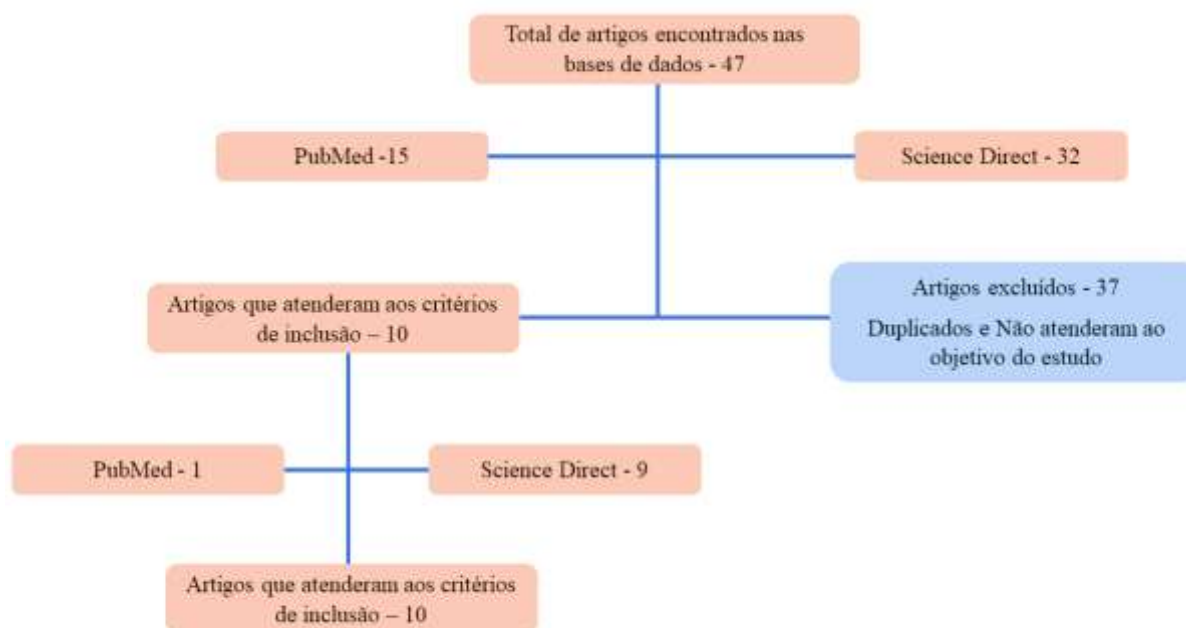 Total de artigos encontrados nas
bases de dados - 47
PubMed -15
Science Direct - 32
Artigos que atenderam aos critérios
de inclusão – 10
Artigos excluídos - 37
Duplicados e Não atenderam ao
objetivo do estudo
PubMed - 1
Science Direct - 9
Artigos que atenderam aos critérios
de inclusão – 10